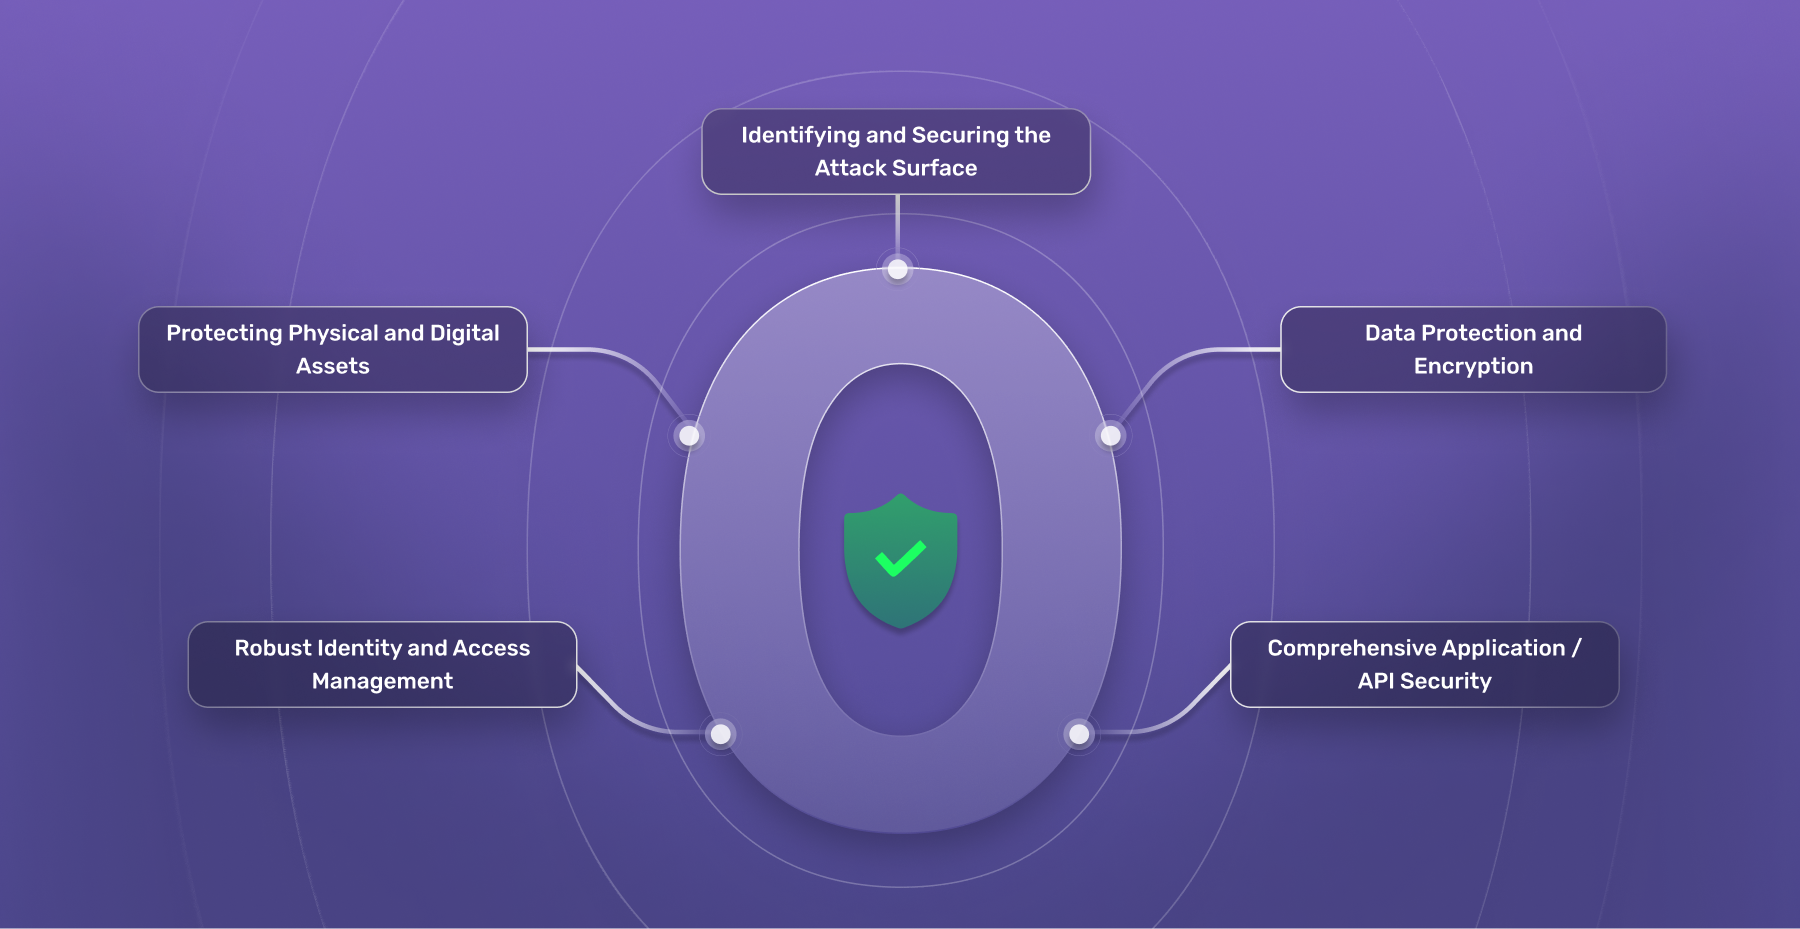 Identifying and Securing the
Attack Surface
Protecting Physical and Digital
Assets
Data Protection and
Encryption
Robust Identity and Access
Management
Comprehensive Application /
API Security
0